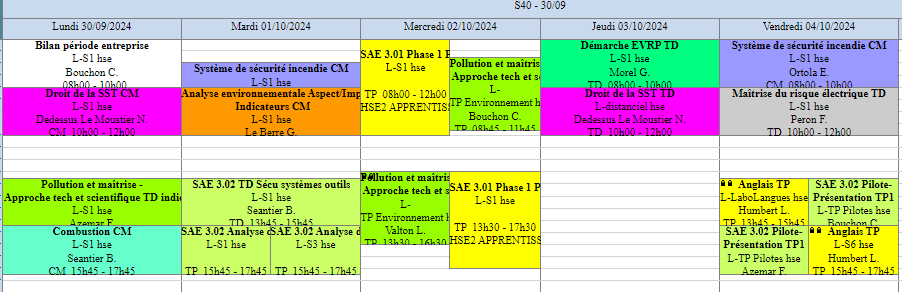 S40 - 30/09
Lundi 30/09/2024
Mardi 01/10/2024
Mercredi 02/10/2024
Jeudi 03/10/2024
Vendredi 04/10/2024
Bilan période entreprise
L-S1 hse
Bouchon C.
08h00 - 10h00
Droit de la SST CM
L-S1 hse
Dedessus Le Moustier N.
CM 10h00 - 12h00
Pollution et maîtrise -
Approche tech et scientifique TD indi
L-S1 hse
Azemar F.
Combustion CM
L-S1 hse
Seantier B.
CM 15h45 - 17h45
Système de sécurité incendie CM
L-S1 hse
Analyse environnementale Aspect/Imp
Indicateurs CM
L-S1 hse
Le Berre G.
SAE 3.02 TD Sécu systèmes outils
L-S1 hse
Seantier B.
TD 13h45 - 15h45
SAE 3.02 Analyse d
L-S1 hse
TP 15h45 - 17h45
SAE 3.02 Analyse d
L-S3 hse
TP 15h45 - 17h45
SAE 3.01 Phase 1 P
L-S1 hse
TP 08h00 - 12h00
HSE2 APPRENTISS
Pollution et maîtris
Approche tech et s
L-
TP Environnement h
Bouchon C.
TP 08h45 - 11h45
Pollution et maîtris
Approche tech et s
L-
TP Environnement h
Valton L.
TP 13h30 - 16h30
SAE 3.01 Phase 1 P
L-S1 hse
TP 13h30 - 17h30
HSE2 APPRENTISS
Démarche EVRP TD
L-S1 hse
Morel G.
TD 08h00 - 10h00
Droit de la SST TD
L-distanciel hse
Dedessus Le Moustier N.
TD 10h00 - 12h00
Système de sécurité incendie CM
L-S1 hse
Ortola E.
CM 08h00 - 10h00
Maîtrise du risque électrique TD
L-S1 hse
Peron F.
TD 10h00 - 12h00
Anglais TP
L-LaboLangues hse
Humbert L.
TP 13h45 - 15h45
SAE 3.02 Pilote-
Présentation TP1
L-TP Pilotes hse
Bouchon C.
SAE 3.02 Pilote-
Présentation TP1
L-TP Pilotes hse
Azemar F.
Anglais TP
L-S6 hse
Humbert L.
TP 15h45 - 17h45